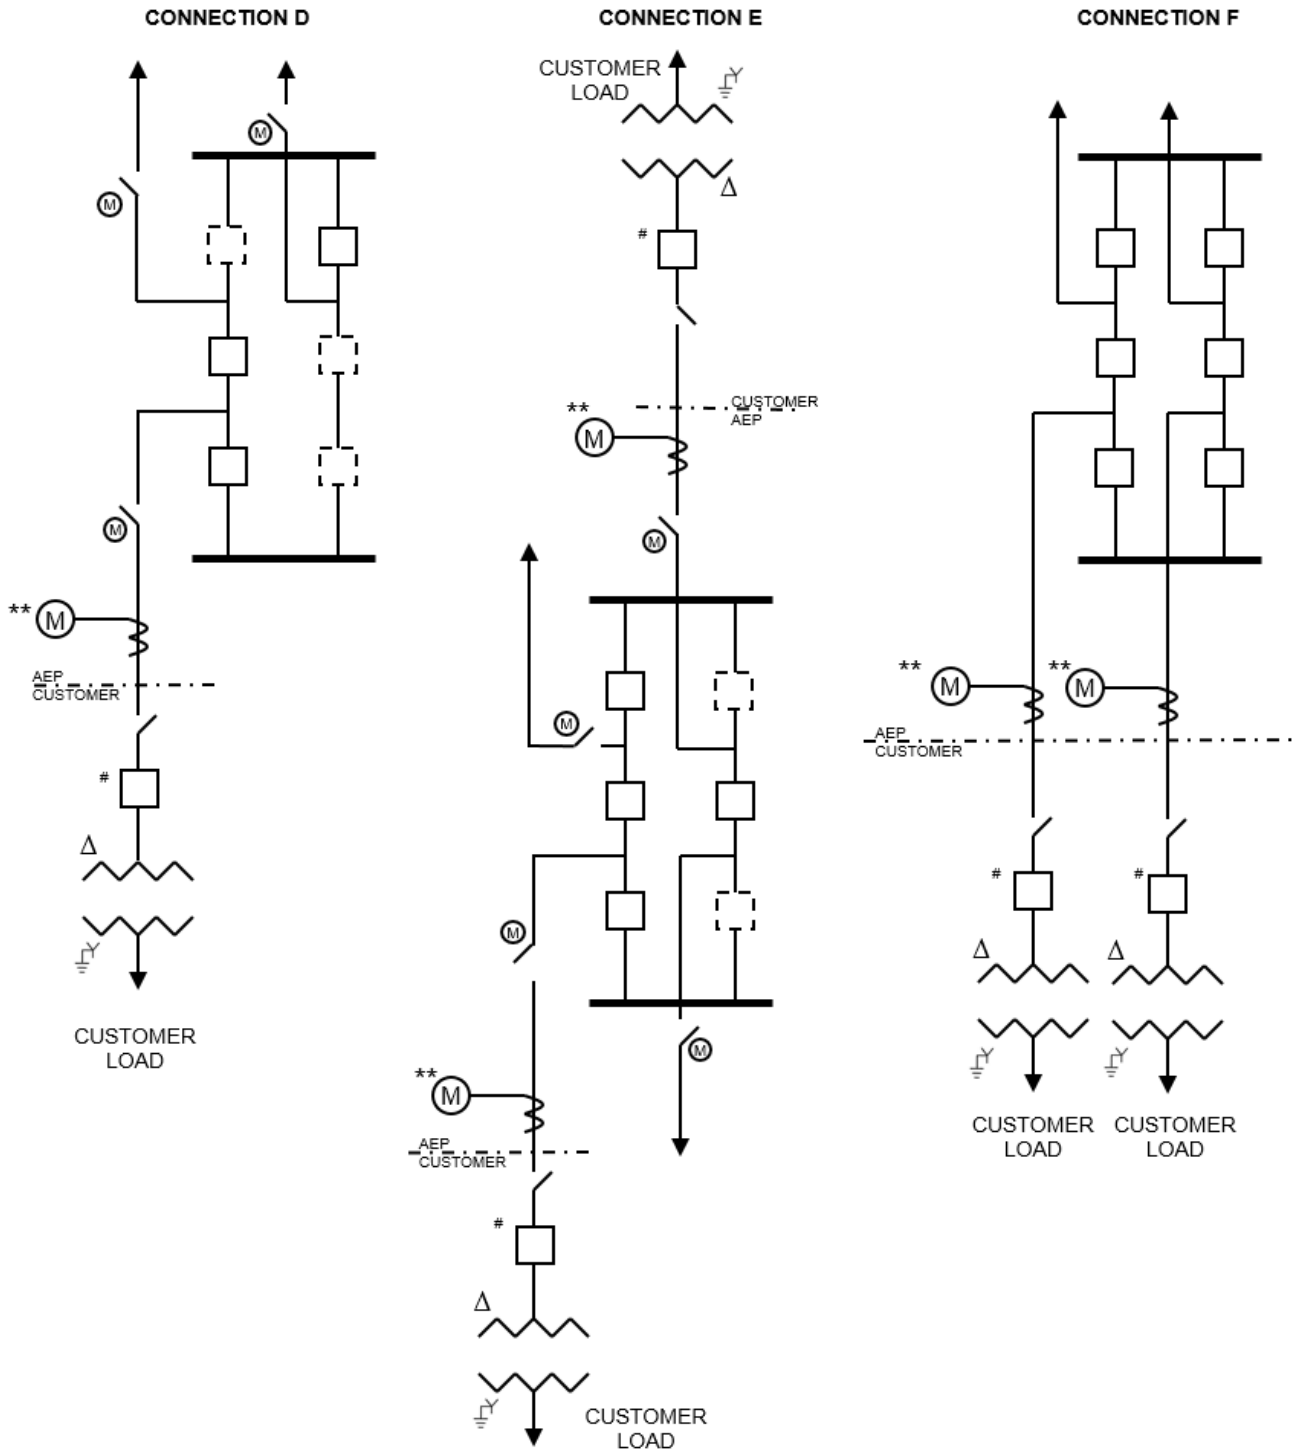 CONNECTION D
M
M
M
** M
AEP
CUSTOMER
#
Δ
Y
CUSTOMER
LOAD
CONNECTION E
CUSTOMER
LOAD
Y
Δ
#
CUSTOMER
AEP
** M
M
M
M
M
** M
AEP
CUSTOMER
#
Δ
Y
CUSTOMER
LOAD
CONNECTION F
** M ** M
AEP
CUSTOMER
# #
Δ Δ
Y Y
CUSTOMER CUSTOMER
LOAD LOAD